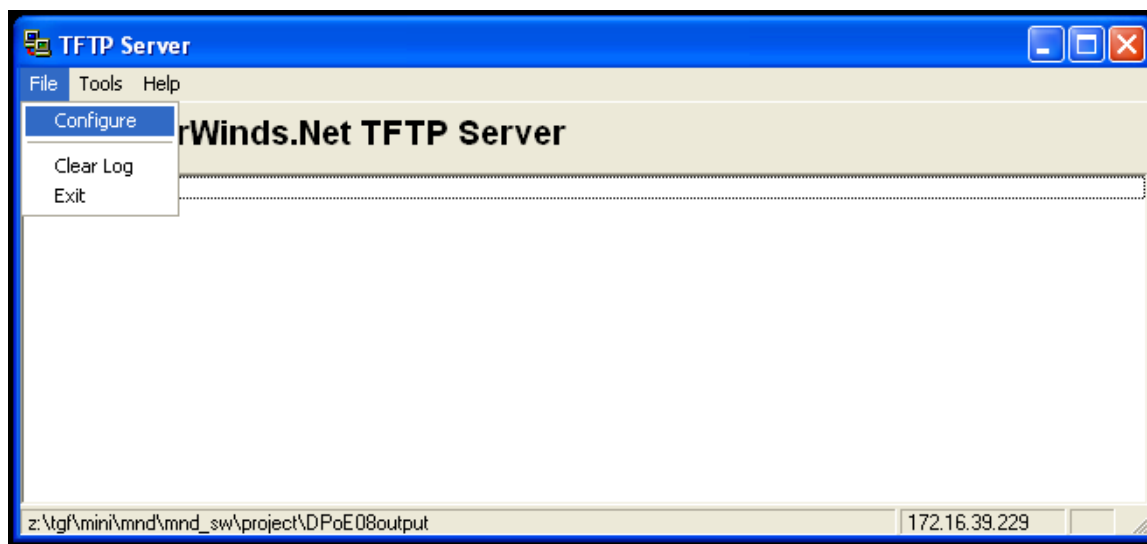 TFTP Server
File Tools Help
Configure
rWinds.Net TFTP Server
Clear Log
Exit
z:\tgf\mini\mnd\mnd_sw\project\DPoE08output 172.16.39.229